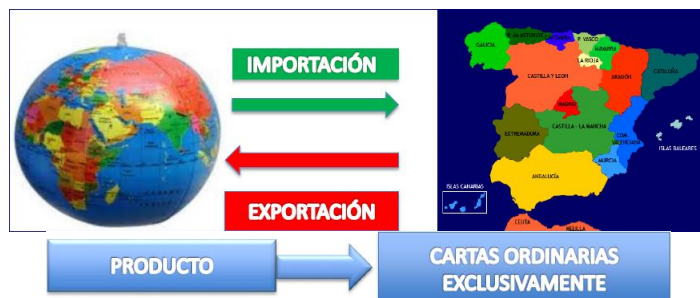 IMPORTACIÓN
EXPORTACIÓN
GALICIA
P. VASCO
NAVARRA
LA RIOJA
CASTILLA Y LEON
ARAGÓN
CATALUÑA
MADRID
EXTREMADURA
CASTILLA - LA MANCHA
COM. VALENCIANA
ISLAS BALEARES
MURCIA
ANDALUCÍA
ISLAS CANARIAS
CEUTA
MELILLA
PRODUCTO
CARTAS ORDINARIAS
EXCLUSIVAMENTE